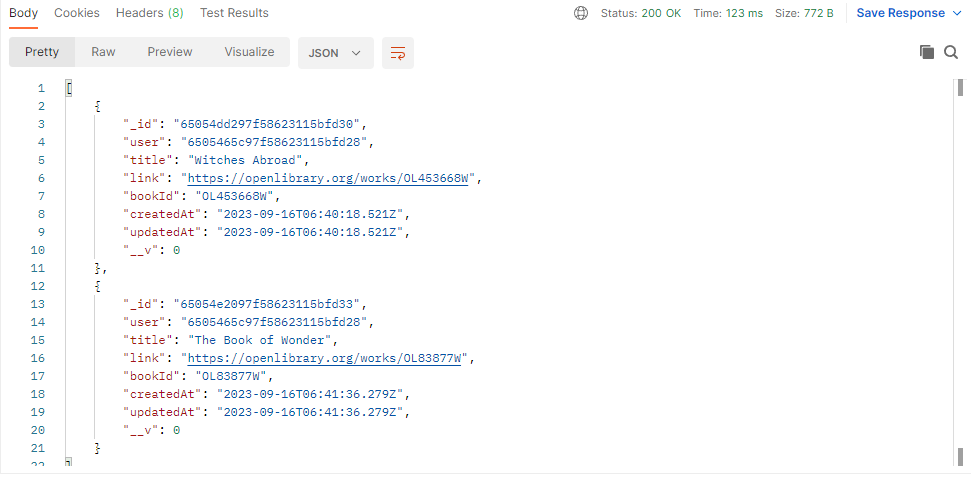 Body Cookies Headers (8) Test Results Status: 200 OK Time: 123 ms Size: 772 B Save Response
Pretty Raw Preview Visualize JSON
1 [
2 {
3 "_id": "65054dd297f58623115bfd30",
4 "user": "6505465c97f58623115bfd28",
5 "title": "Witches Abroad",
6 "link": "https://openlibrary.org/works/OL453668W",
7 "bookId": "OL453668W",
8 "createdAt": "2023-09-16T06:40:18.521Z",
9 "updatedAt": "2023-09-16T06:40:18.521Z",
10 "__v": 0
11 },
12 {
13 "_id": "65054e2097f58623115bfd33",
14 "user": "6505465c97f58623115bfd28",
15 "title": "The Book of Wonder",
16 "link": "https://openlibrary.org/works/OL83877W",
17 "bookId": "OL83877W",
18 "createdAt": "2023-09-16T06:41:36.279Z",
19 "updatedAt": "2023-09-16T06:41:36.279Z",
20 "__v": 0
21 }
22 ]